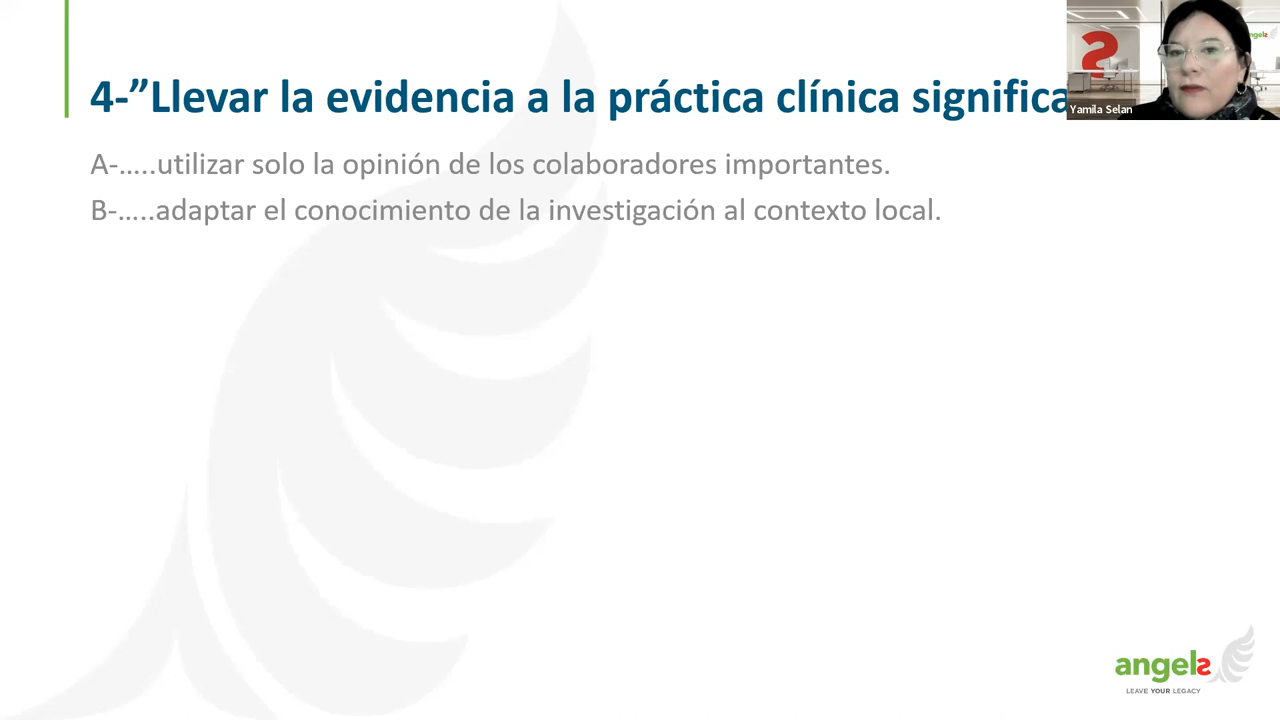 4-”Llevar la evidencia a la práctica clínica significa
Yamila Selan
A-…..utilizar solo la opinión de los colaboradores importantes.
B-…..adaptar el conocimiento de la investigación al contexto local.
angels
LEAVE YOUR LEGACY